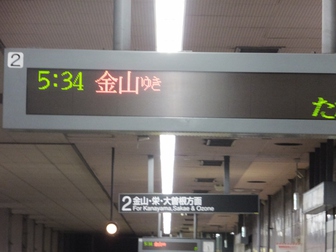 2
5:34 金山ゆき
た
2 金山・栄・大曽根方面
For Kanayama,Sakae & Ozone